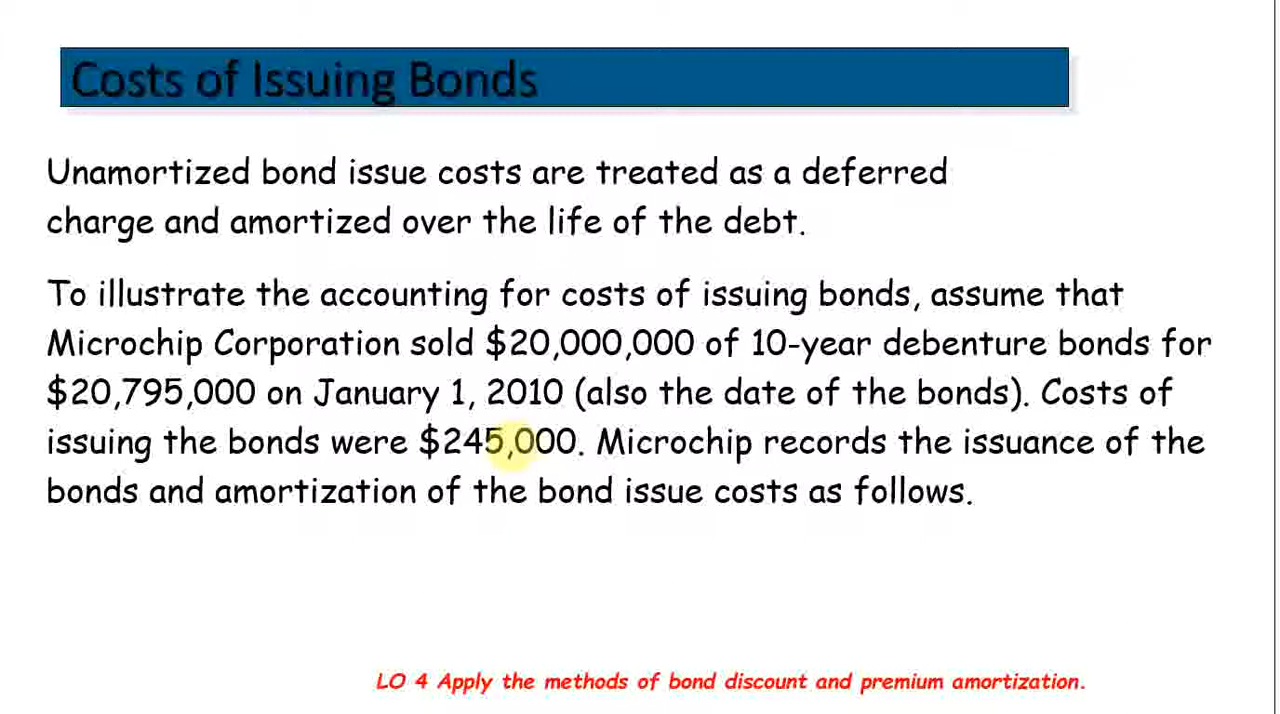 Costs of Issuing Bonds
Unamortized bond issue costs are treated as a deferred
charge and amortized over the life of the debt.
To illustrate the accounting for costs of issuing bonds, assume that
Microchip Corporation sold $20,000,000 of 10-year debenture bonds for
$20,795,000 on January 1, 2010 (also the date of the bonds). Costs of
issuing the bonds were $245,000. Microchip records the issuance of the
bonds and amortization of the bond issue costs as follows.
LO 4 Apply the methods of bond discount and premium amortization.